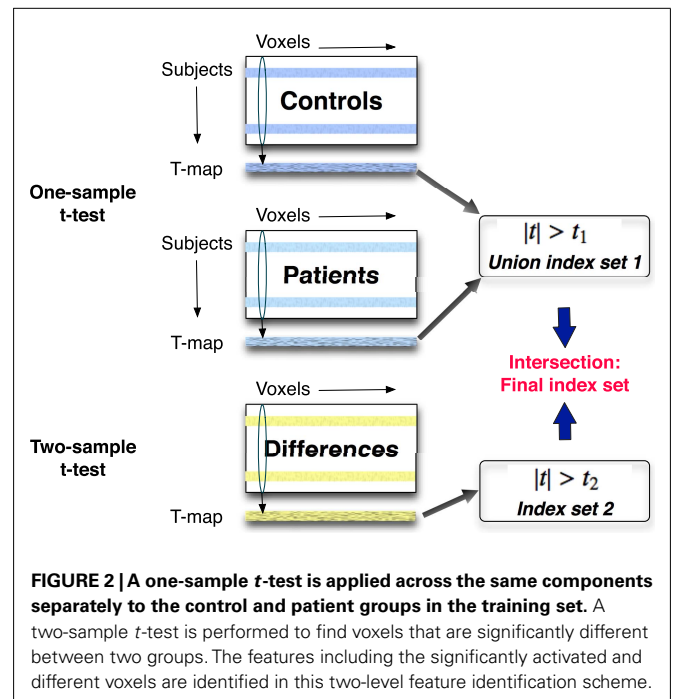 Voxels
Subjects
Controls
T-map
One-sample
t-test
Voxels
Subjects
Patients
T-map
|t| > t₁
Union index set 1
Intersection:
Final index set
Voxels
Differences
Two-sample
t-test
T-map
|t| > t₂
Index set 2
FIGURE 2 | A one-sample t-test is applied across the same components
separately to the control and patient groups in the training set. A
two-sample t-test is performed to find voxels that are significantly different
between two groups. The features including the significantly activated and
different voxels are identified in this two-level feature identification scheme.